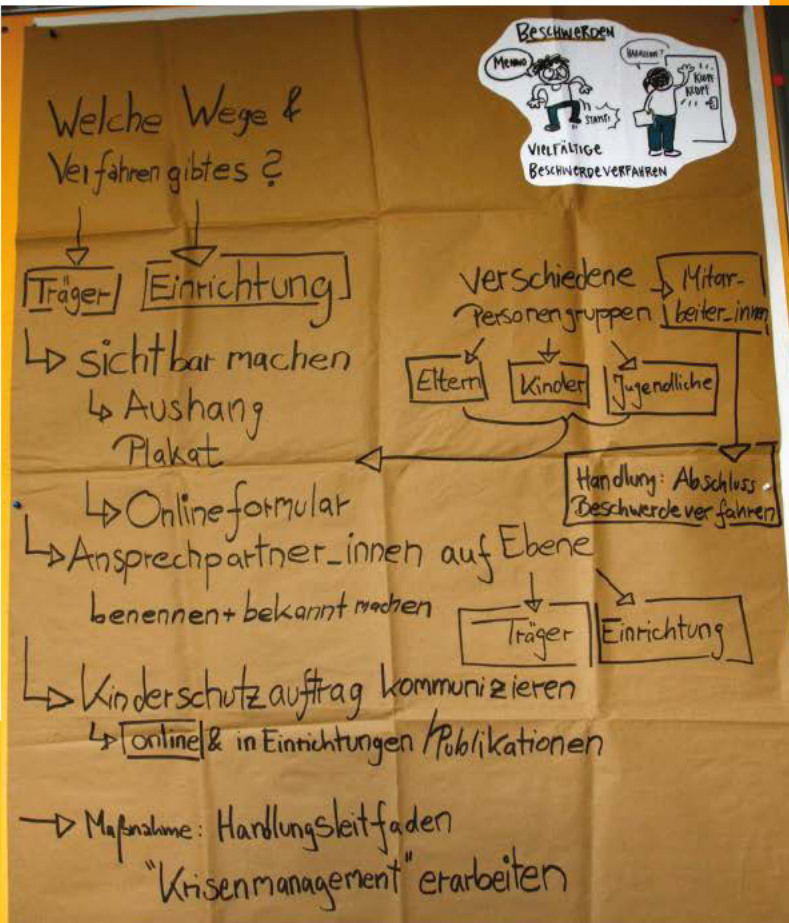 BESCHWERDEN
MENNO
HAAALLOOO?
KLOPF
KLOPF
STAMPF
VIELFÄLTIGE
BESCHWERDEVERFAHREN
Welche Wege &
Verfahren gibt es ?
Träger
Einrichtung
↳ sichtbar machen
↳ Aushang
Plakat
↳ Onlineformular
verschiedene
Personengruppen
Mitar-
beiter_innen
Eltern
Kinder
Jugendliche
Handlung: Abschluss
Beschwerdeverfahren
↳ Ansprechpartner_innen auf Ebene
benennen + bekannt machen
Träger
Einrichtung
↳ Kinderschutzauftrag kommunizieren
↳ online & in Einrichtungen / Publikationen
→ Maßnahme: Handlungsleitfaden
"Krisenmanagement" erarbeiten